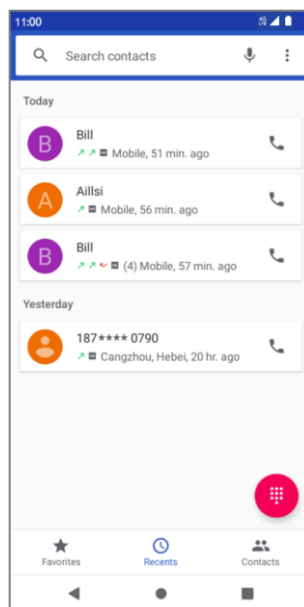 11:00
Search contacts
Today
B
Bill
Mobile, 51 min. ago
A
Aillsi
Mobile, 56 min. ago
B
Bill
(4) Mobile, 57 min. ago
Yesterday
187**** 0790
Cangzhou, Hebei, 20 hr. ago
Favorites Recents Contacts